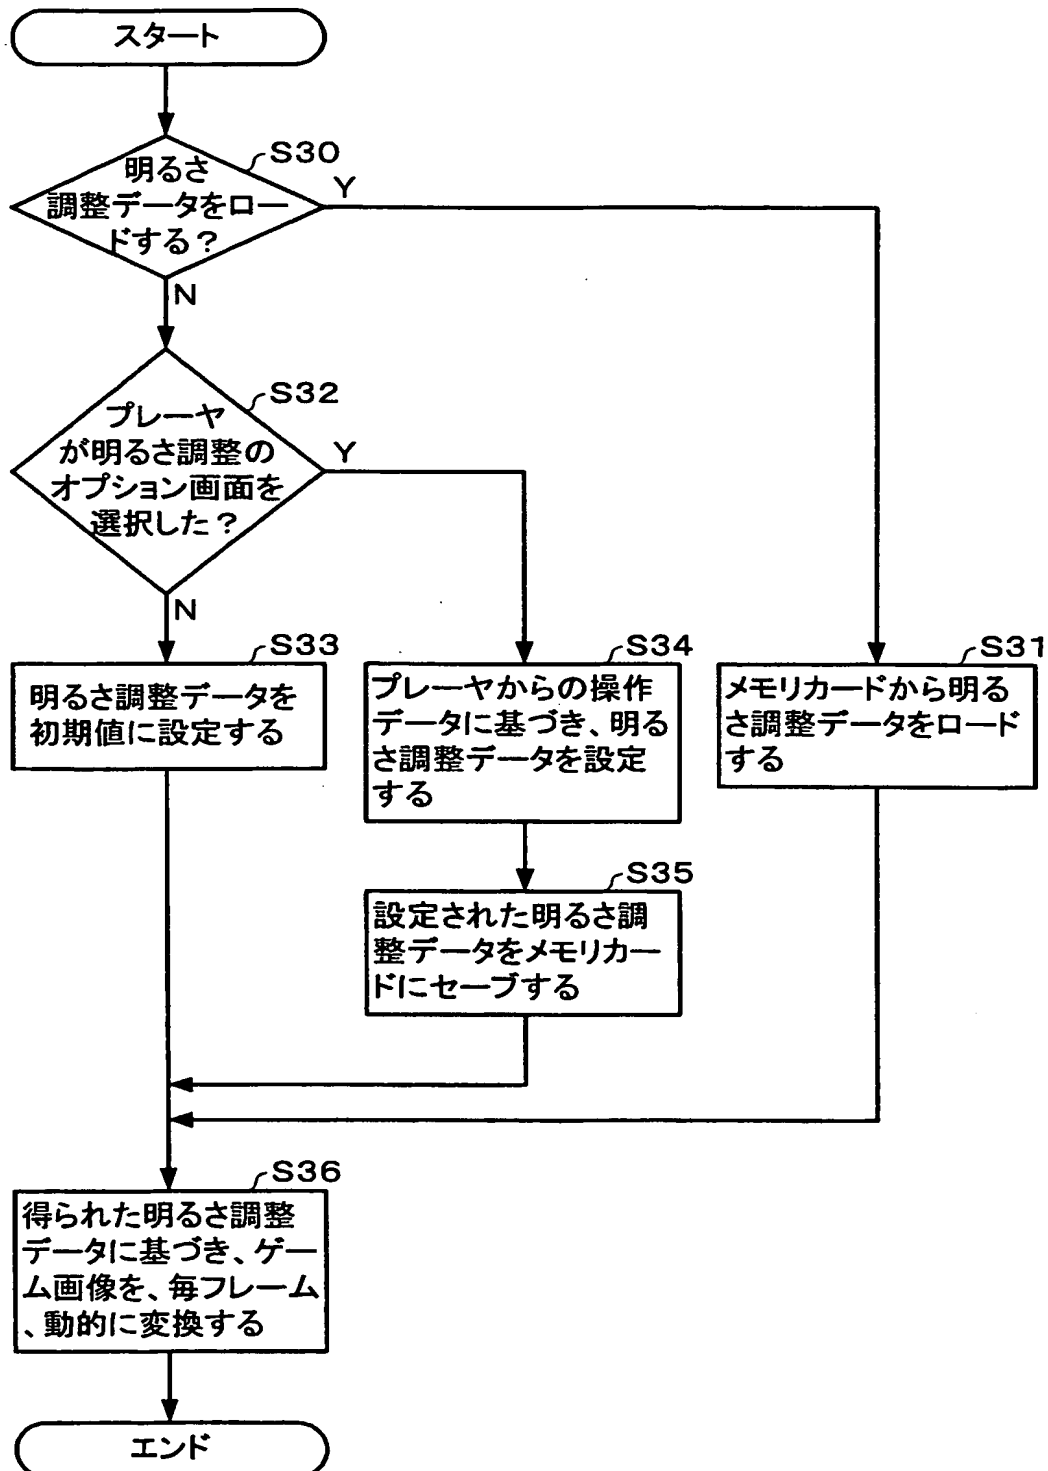 スタート
S30
明るさ
調整データをロー
ドする?
Y
N
S32
プレーヤ
が明るさ調整の
オプション画面を
選択した?
Y
N
S33
明るさ調整データを
初期値に設定する
S34
プレーヤからの操作
データに基づき、明る
さ調整データを設定
する
S31
メモリカードから明る
さ調整データをロード
する
S35
設定された明るさ調
整データをメモリカー
ドにセーブする
S36
得られた明るさ調整
データに基づき、ゲー
ム画像を、毎フレーム
、動的に変換する
エンド